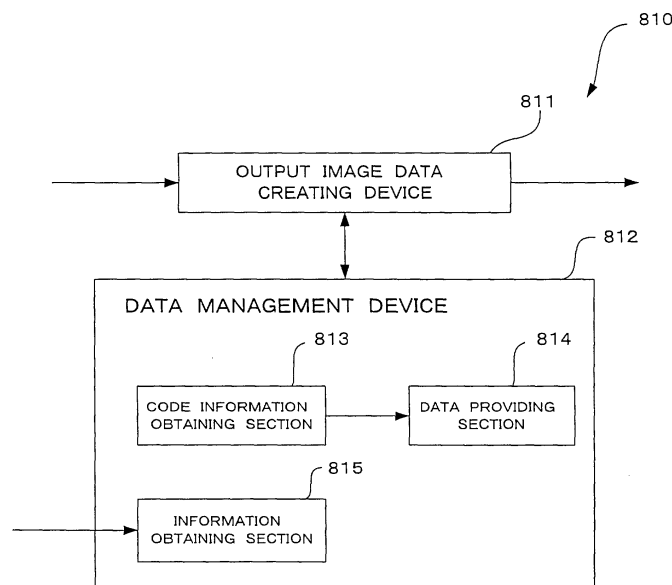 810
811
OUTPUT IMAGE DATA
CREATING DEVICE
812
DATA MANAGEMENT DEVICE
813
814
CODE INFORMATION
OBTAINING SECTION
DATA PROVIDING
SECTION
815
INFORMATION
OBTAINING SECTION